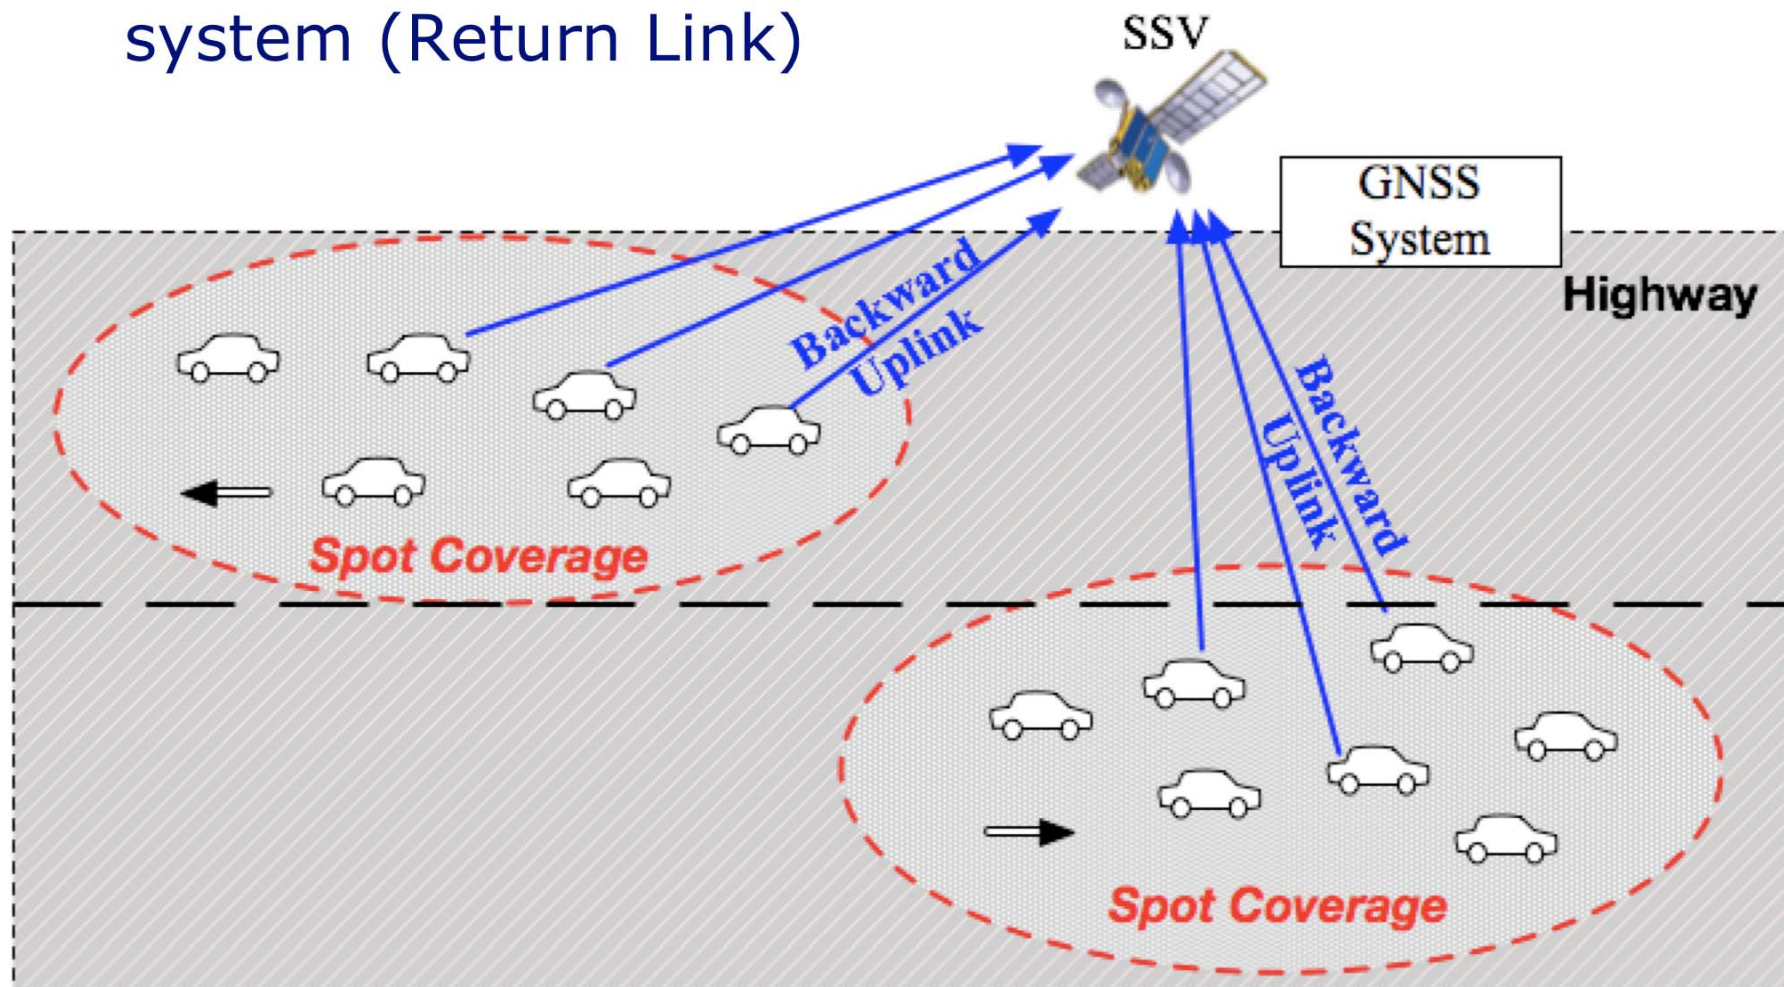 system (Return Link)
SSV
GNSS
System
Highway
Backward
Uplink
Backward
Uplink
Spot Coverage
Spot Coverage